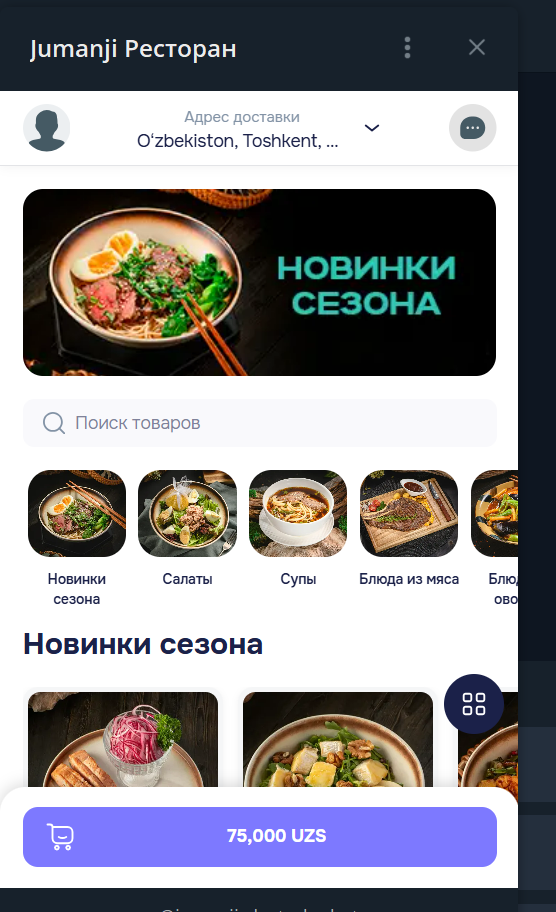 Jumanji Ресторан
Адрес доставки
O‘zbekiston, Toshkent, ...
НОВИНКИ
СЕЗОНА
Поиск товаров
Новинки
сезона
Салаты
Супы
Блюда из мяса
Новинки сезона
75,000 UZS